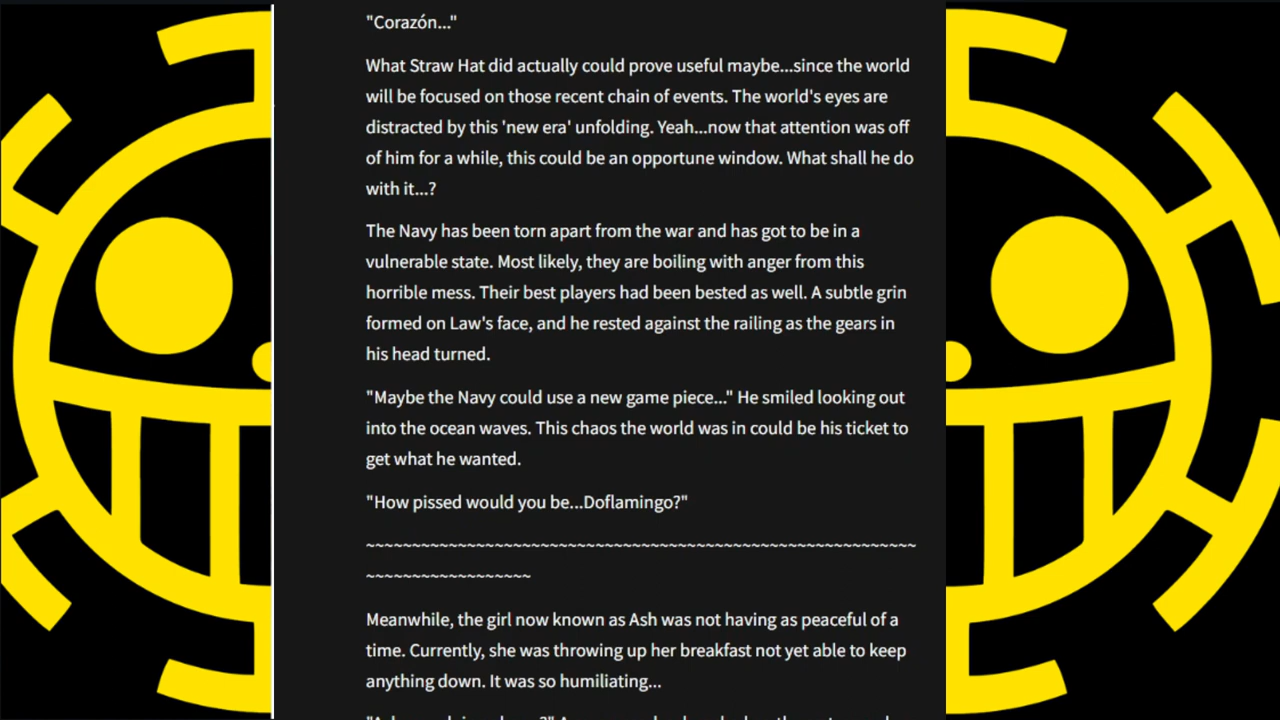 "Corazón..."
What Straw Hat did actually could prove useful maybe...since the world
will be focused on those recent chain of events. The world's eyes are
distracted by this 'new era' unfolding. Yeah...now that attention was off
of him for a while, this could be an opportune window. What shall he do
with it...?
The Navy has been torn apart from the war and has got to be in a
vulnerable state. Most likely, they are boiling with anger from this
horrible mess. Their best players had been bested as well. A subtle grin
formed on Law's face, and he rested against the railing as the gears in
his head turned.
"Maybe the Navy could use a new game piece..." He smiled looking out
into the ocean waves. This chaos the world was in could be his ticket to
get what he wanted.
"How pissed would you be...Doflamingo?"
~~~~~~~~~~~~~~~~~~~~~~~~~~~~~~~~~~~~~~~~~~~~~~~~~~~~~~~~~~~~
~~~~~~~~~~~~~~~~~~
Meanwhile, the girl now known as Ash was not having as peaceful of a
time. Currently, she was throwing up her breakfast not yet able to keep
anything down. It was so humiliating...